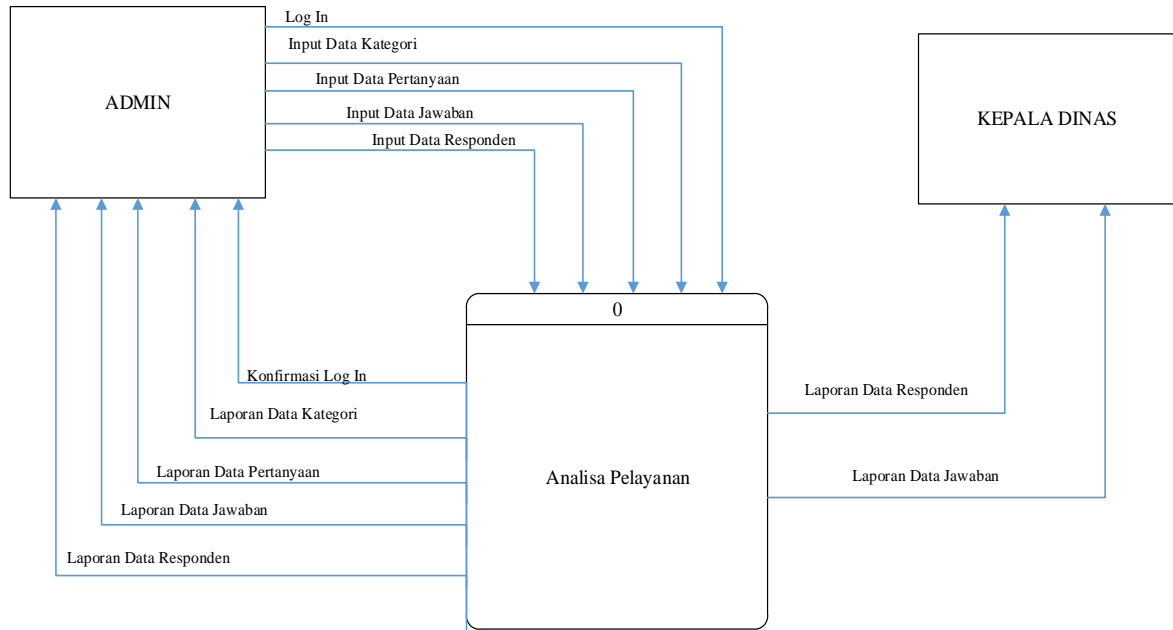 Log In
Input Data Kategori
Input Data Pertanyaan
Input Data Jawaban
Input Data Responden
ADMIN
KEPALA DINAS
0
Konfirmasi Log In
Laporan Data Kategori
Laporan Data Pertanyaan
Laporan Data Jawaban
Laporan Data Responden
Analisa Pelayanan
Laporan Data Responden
Laporan Data Jawaban